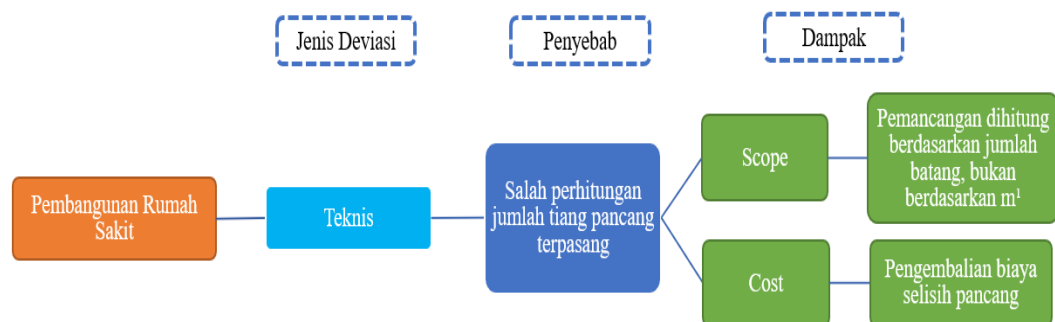 Jenis Deviasi
Penyebab
Dampak
Pembangunan Rumah
Sakit
Teknis
Salah perhitungan
jumlah tiang pancang
terpasang
Scope
Pemancangan dihitung
berdasarkan jumlah
batang, bukan
berdasarkan m¹
Cost
Pengembalian biaya
selisih pancang